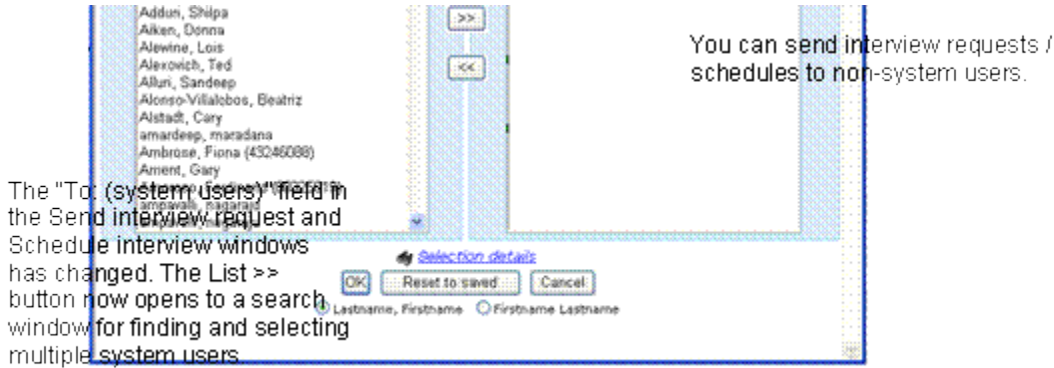 Adduri, Shilpa
Aiken, Donna
Alewine, Lois
Alexovich, Ted
Alluri, Sandeep
Alonso-Villalobos, Beatriz
Alstadt, Cary
amardeep, maradana
Ambrose, Fiona (43246088)
Ament, Gary
ampavalli, nagaraju
>>
<<
You can send interview requests /
schedules to non-system users.
The "To: (system users)" field in
the Send interview request and
Schedule interview windows
has changed. The List >>
button now opens to a search
window for finding and selecting
multiple system users.
Selection details
OK Reset to saved Cancel
Lastname, Firstname Firstname Lastname